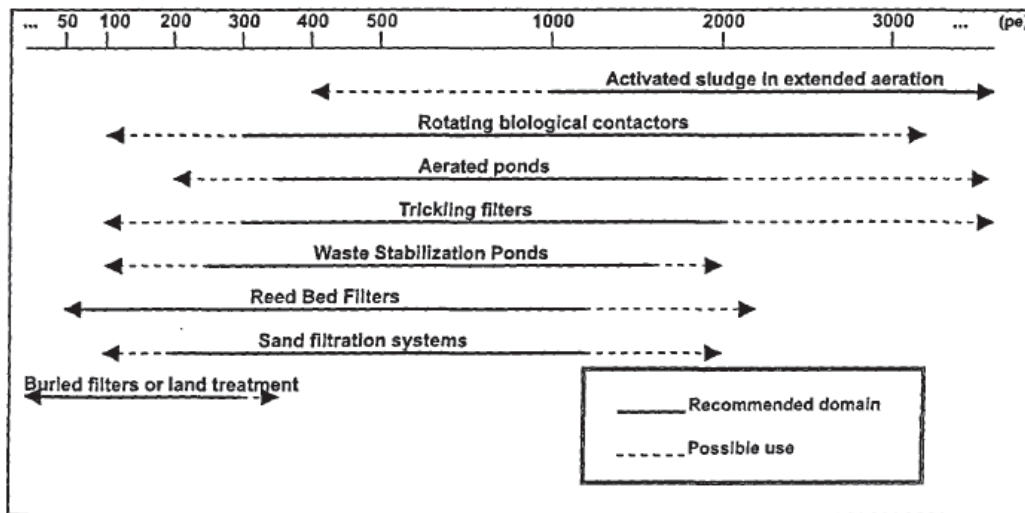 ... 50 100 200 300 400 500 1000 2000 3000 ... (pe)
Activated sludge in extended aeration
Rotating biological contactors
Aerated ponds
Trickling filters
Waste Stabilization Ponds
Reed Bed Filters
Sand filtration systems
Buried filters or land treatment
Recommended domain
Possible use